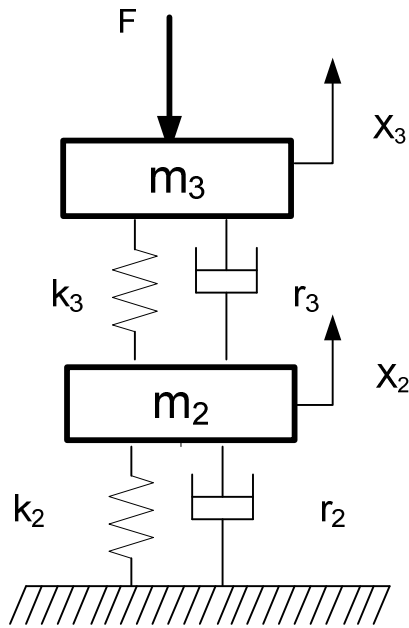 F
x₃
m₃
k₃
r₃
x₂
m₂
k₂
r₂